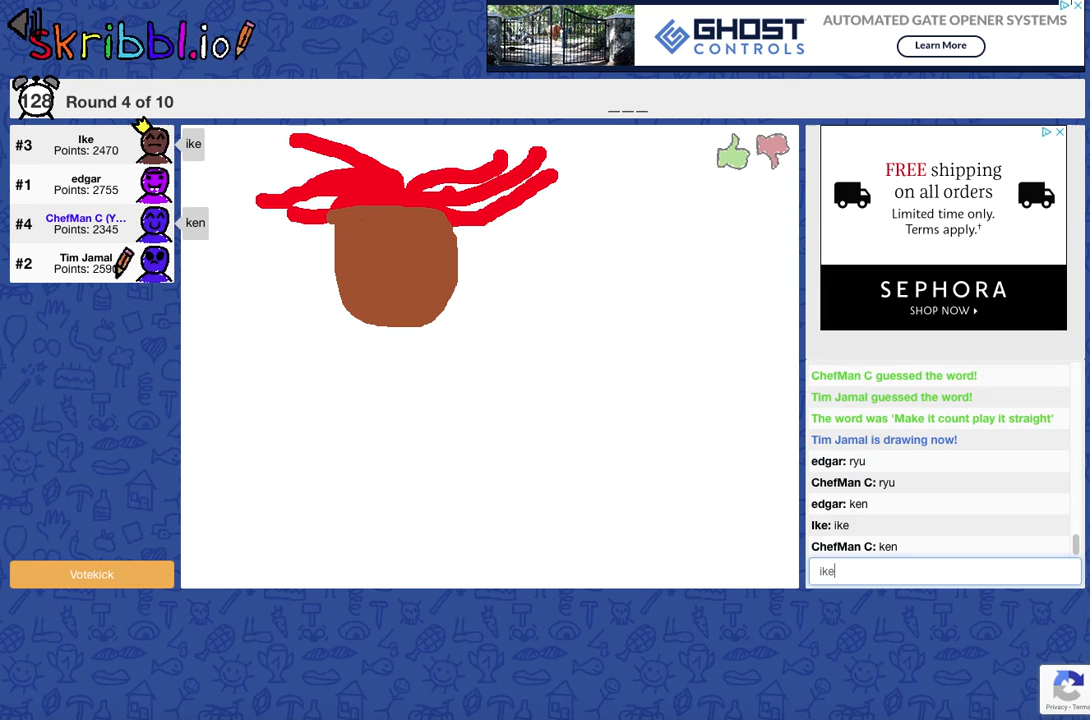 skribbl.io
GHOST
CONTROLS
AUTOMATED GATE OPENER SYSTEMS
Learn More
128
Round 4 of 10
_ _ _
#3
Ike
Points: 2470
ike
#1
edgar
Points: 2755
#4
ChefMan C (Y...
Points: 2345
ken
#2
Tim Jamal
Points: 2590
Votekick
FREE shipping
on all orders
Limited time only.
Terms apply.†
SEPHORA
SHOP NOW
ChefMan C guessed the word!
Tim Jamal guessed the word!
The word was 'Make it count play it straight'
Tim Jamal is drawing now!
edgar: ryu
ChefMan C: ryu
edgar: ken
Ike: ike
ChefMan C: ken
ike
Privacy - Terms